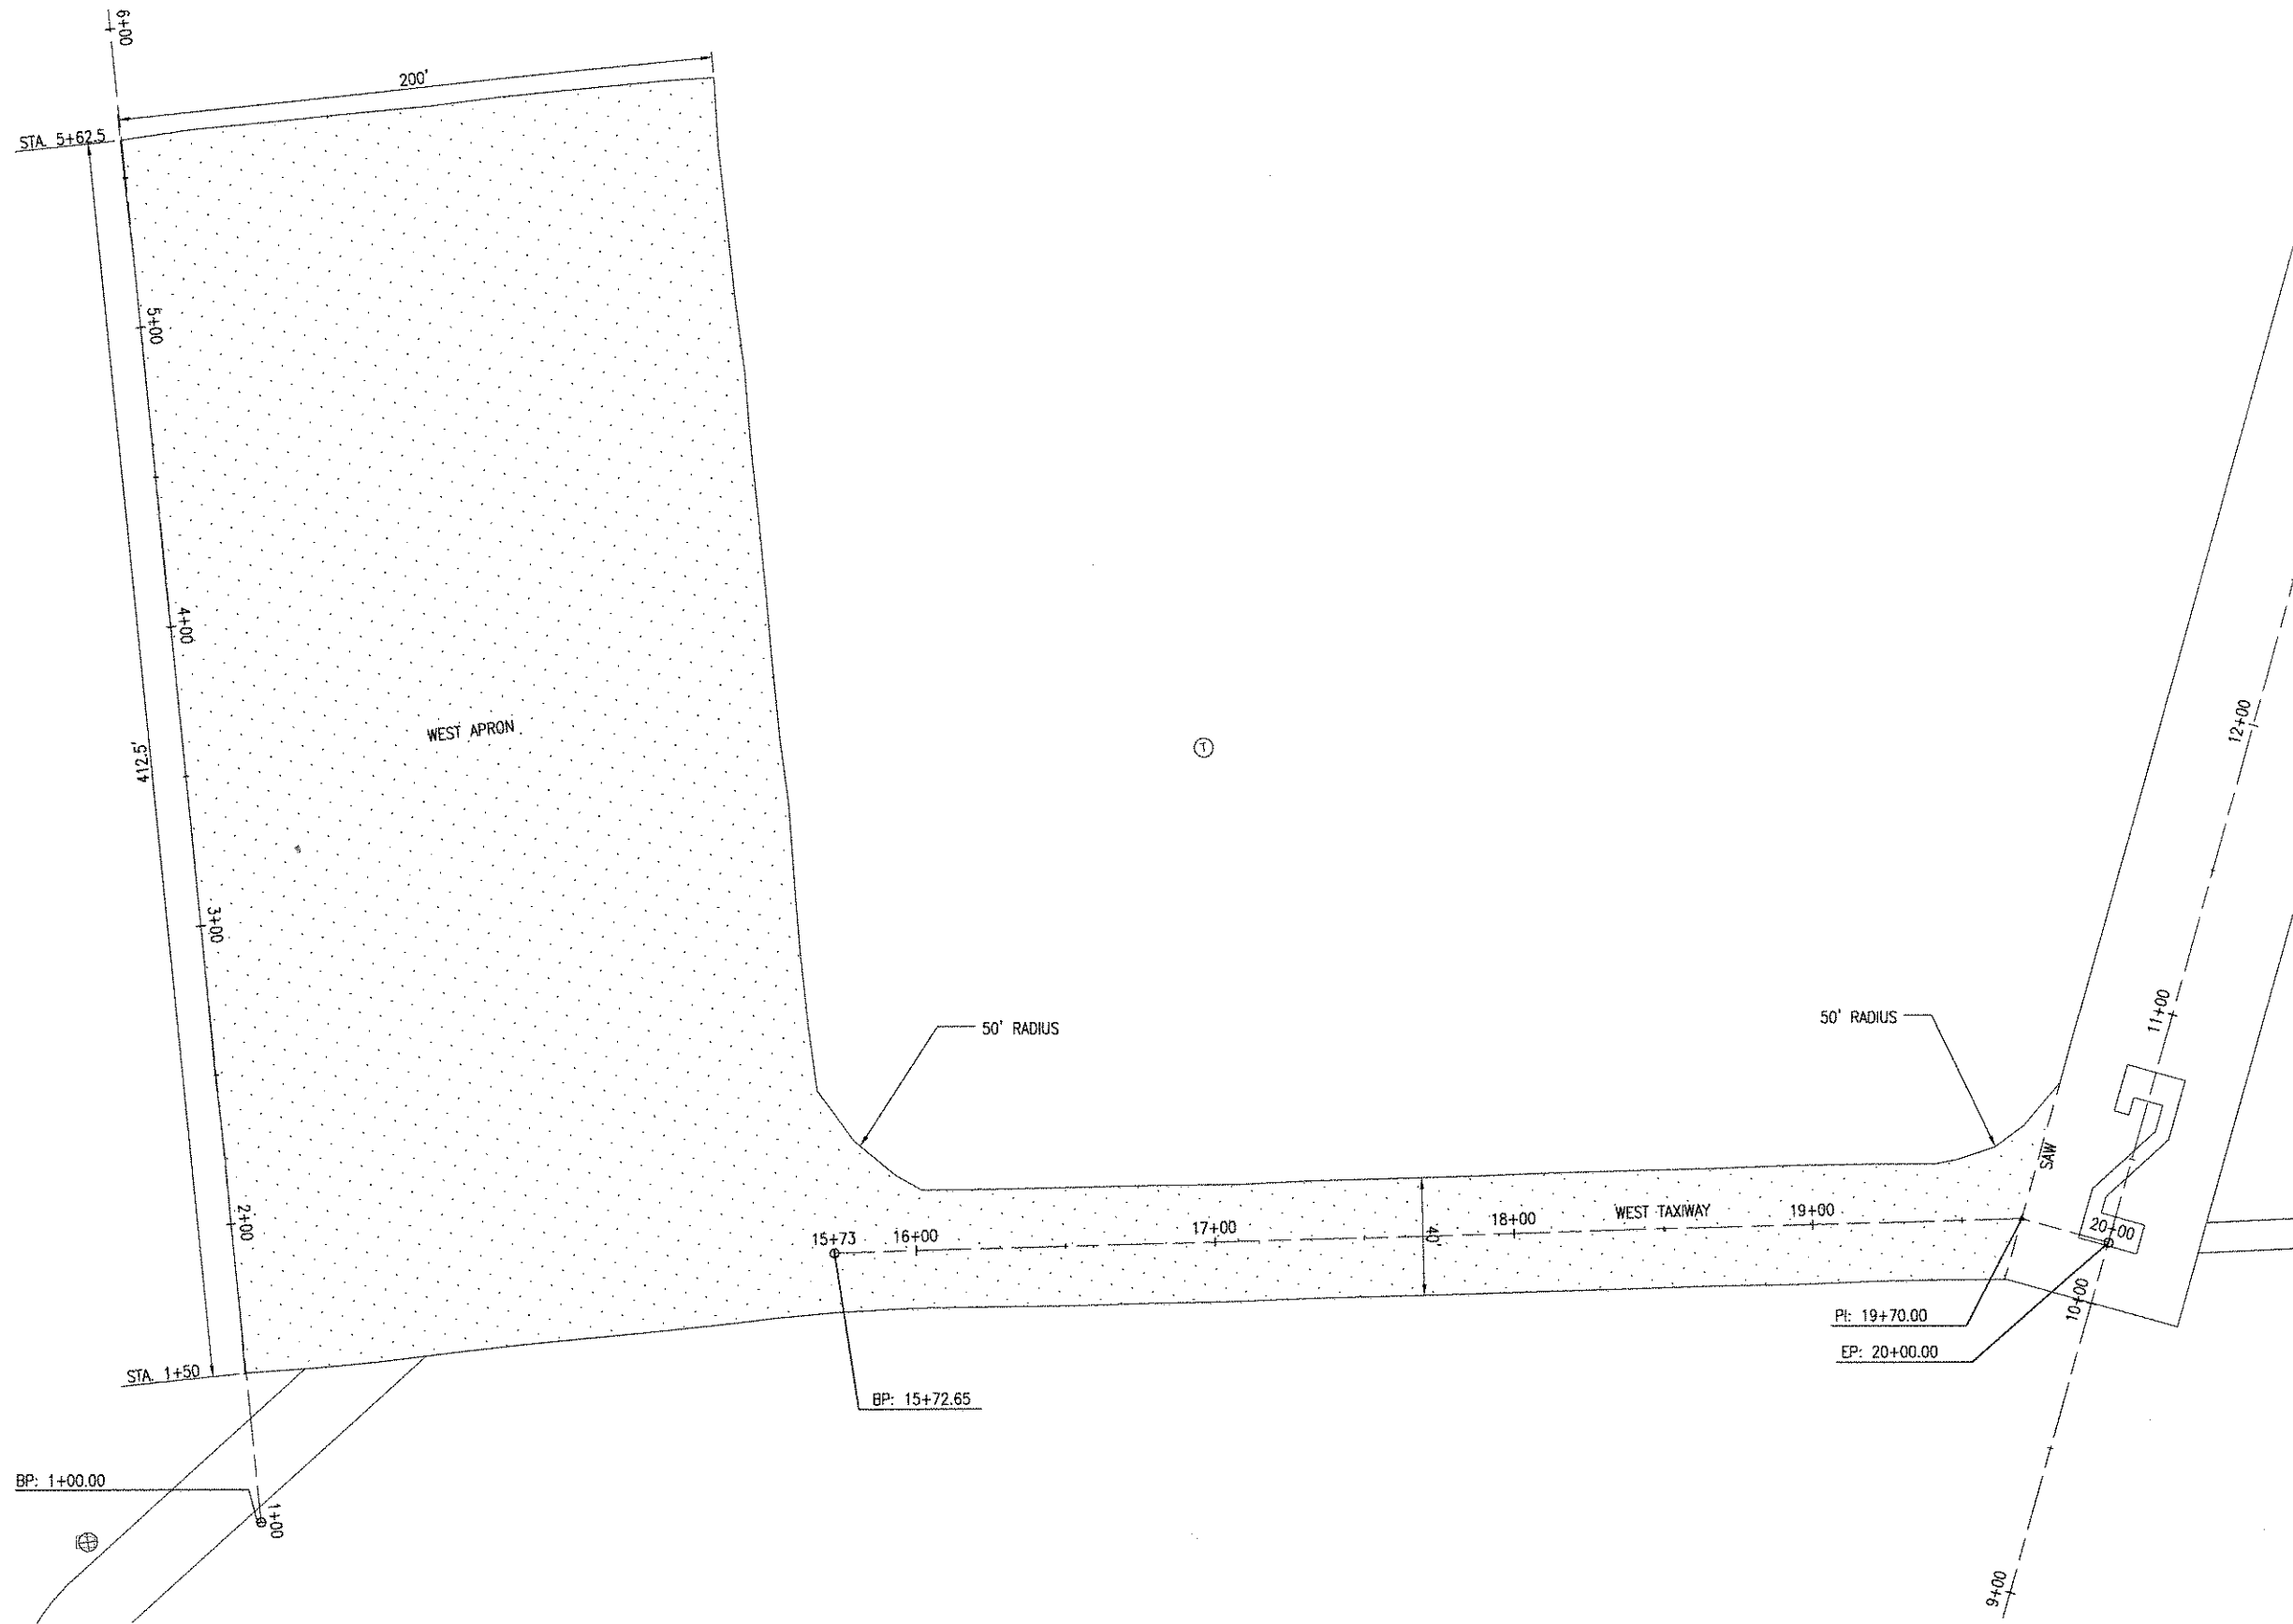 6+00
200'
STA. 5+62.5
5+00
4+00
WEST APRON
412.5'
3+00
2+00
STA. 1+50
BP: 1+00.00
1+00
50' RADIUS
50' RADIUS
15+73
16+00
17+00
40'
18+00
WEST TAXIWAY
19+00
20+00
SAW
BP: 15+72.65
PI: 19+70.00
EP: 20+00.00
12+00
11+00
10+00
9+00
T